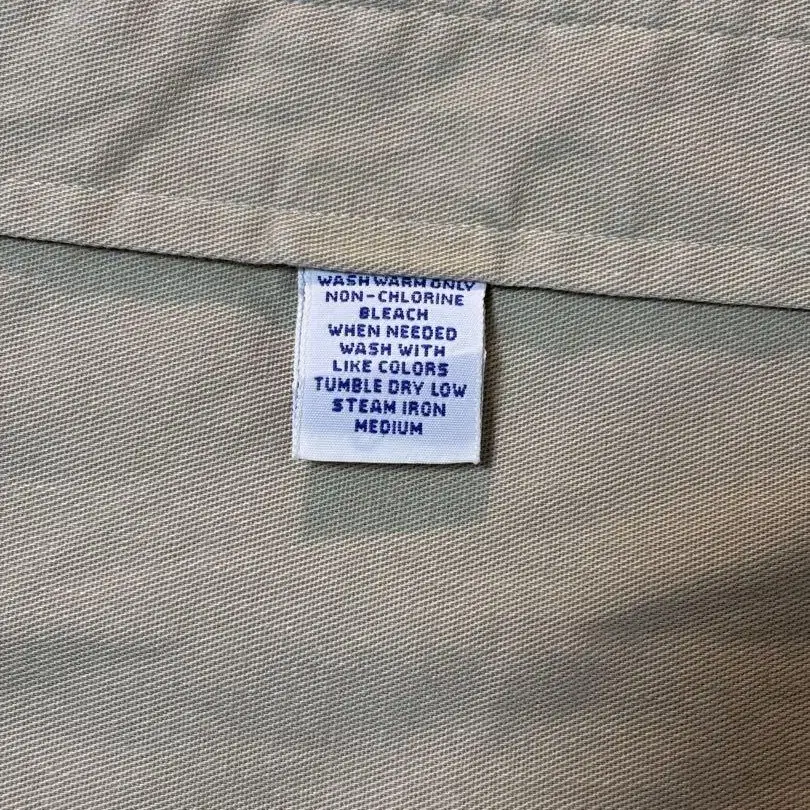 WASH WARM ONLY
NON-CHLORINE
BLEACH
WHEN NEEDED
WASH WITH
LIKE COLORS
TUMBLE DRY LOW
STEAM IRON
MEDIUM